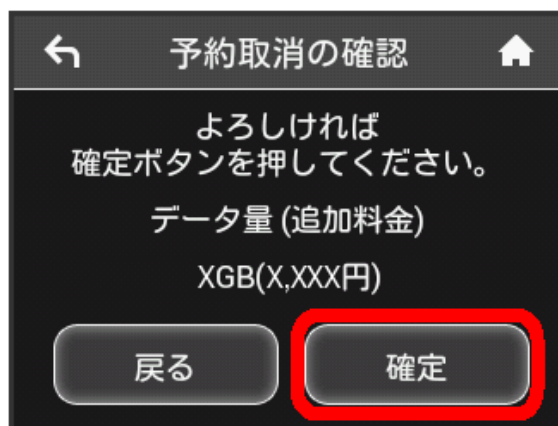 予約取消の確認
よろしければ
確定ボタンを押してください。
データ量 (追加料金)
XGB(X,XXX円)
戻る
確定